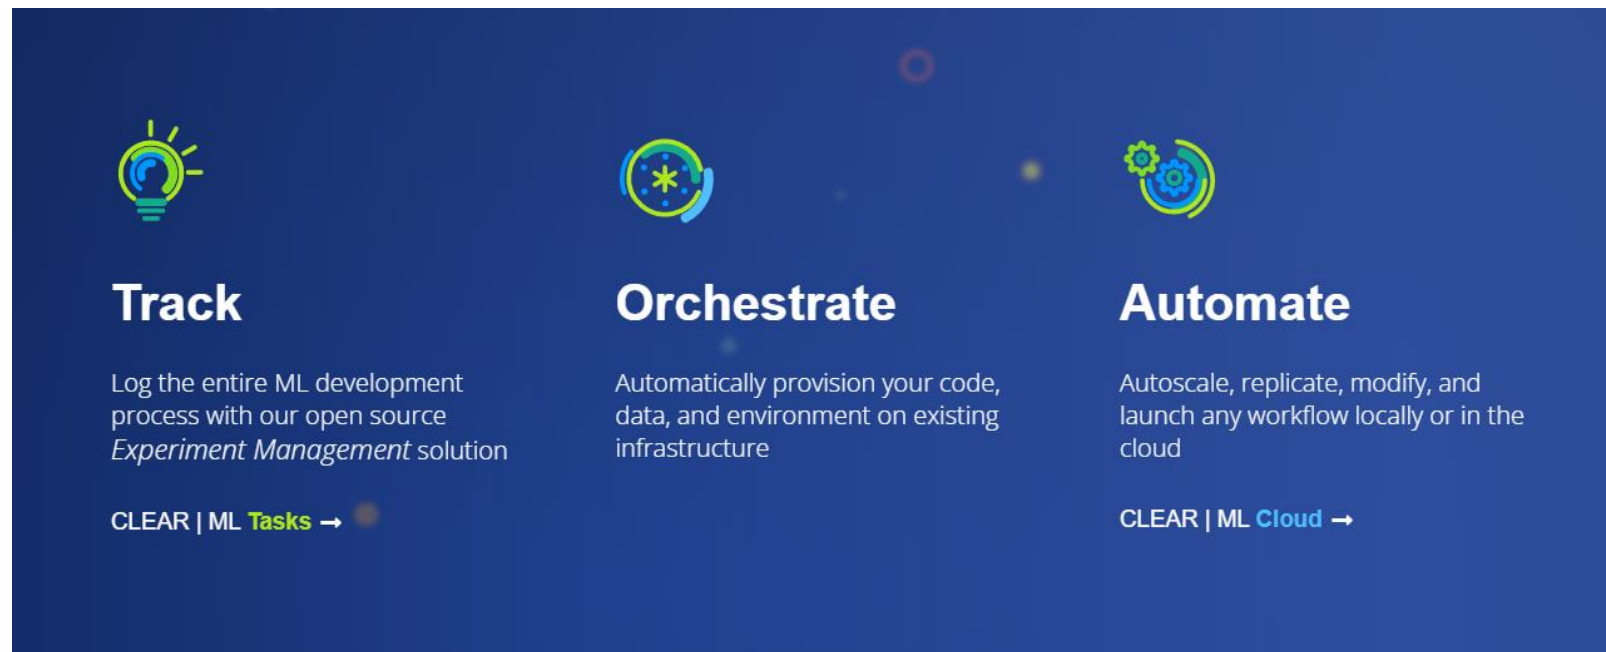 Track
Log the entire ML development
process with our open source
Experiment Management solution
CLEAR | ML Tasks →
Orchestrate
Automatically provision your code,
data, and environment on existing
infrastructure
Automate
Autoscale, replicate, modify, and
launch any workflow locally or in the
cloud
CLEAR | ML Cloud →